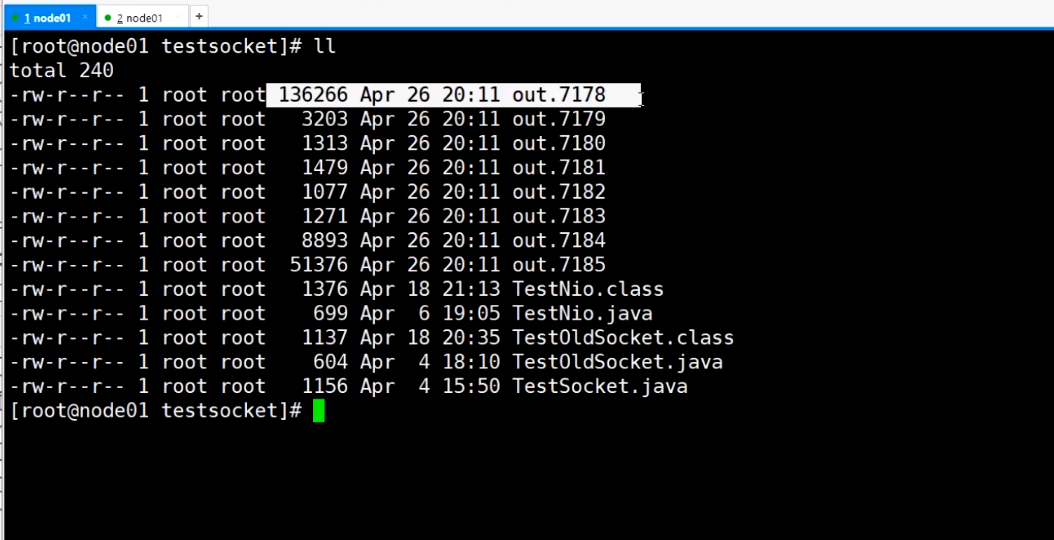 1 node01
2 node01
+
[root@node01 testsocket]# ll
total 240
-rw-r--r-- 1 root root 136266 Apr 26 20:11 out.7178
-rw-r--r-- 1 root root   3203 Apr 26 20:11 out.7179
-rw-r--r-- 1 root root   1313 Apr 26 20:11 out.7180
-rw-r--r-- 1 root root   1479 Apr 26 20:11 out.7181
-rw-r--r-- 1 root root   1077 Apr 26 20:11 out.7182
-rw-r--r-- 1 root root   1271 Apr 26 20:11 out.7183
-rw-r--r-- 1 root root   8893 Apr 26 20:11 out.7184
-rw-r--r-- 1 root root  51376 Apr 26 20:11 out.7185
-rw-r--r-- 1 root root   1376 Apr 18 21:13 TestNio.class
-rw-r--r-- 1 root root    699 Apr  6 19:05 TestNio.java
-rw-r--r-- 1 root root   1137 Apr 18 20:35 TestOldSocket.class
-rw-r--r-- 1 root root    604 Apr  4 18:10 TestOldSocket.java
-rw-r--r-- 1 root root   1156 Apr  4 15:50 TestSocket.java
[root@node01 testsocket]#